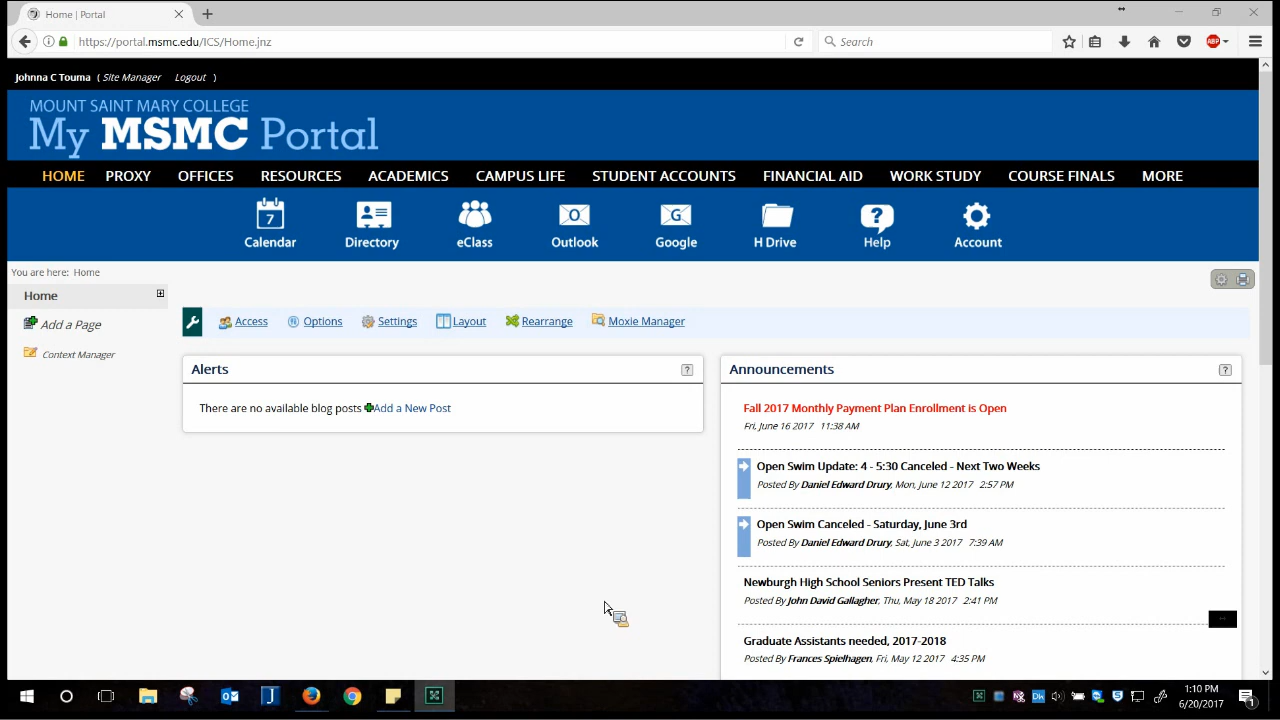 Home | Portal
https://portal.msmc.edu/ICS/Home.jnz
Search
ABP
Johnna C Touma ( Site Manager Logout )
MOUNT SAINT MARY COLLEGE
My MSMC Portal
HOME PROXY OFFICES RESOURCES ACADEMICS CAMPUS LIFE STUDENT ACCOUNTS FINANCIAL AID WORK STUDY COURSE FINALS MORE
7 O G ?
Calendar Directory eClass Outlook Google H Drive Help Account
You are here: Home
Home
Add a Page
Context Manager
Access Options Settings Layout Rearrange Moxie Manager
Alerts ?
There are no available blog posts Add a New Post
Announcements ?
Fall 2017 Monthly Payment Plan Enrollment is Open
Fri, June 16 2017 11:38 AM
Open Swim Update: 4 - 5:30 Canceled - Next Two Weeks
Posted By Daniel Edward Drury, Mon, June 12 2017 2:57 PM
Open Swim Canceled - Saturday, June 3rd
Posted By Daniel Edward Drury, Sat, June 3 2017 7:39 AM
Newburgh High School Seniors Present TED Talks
Posted By John David Gallagher, Thu, May 18 2017 2:41 PM
Graduate Assistants needed, 2017-2018
Posted By Frances Spielhagen, Fri, May 12 2017 4:35 PM
1:10 PM
6/20/2017
1